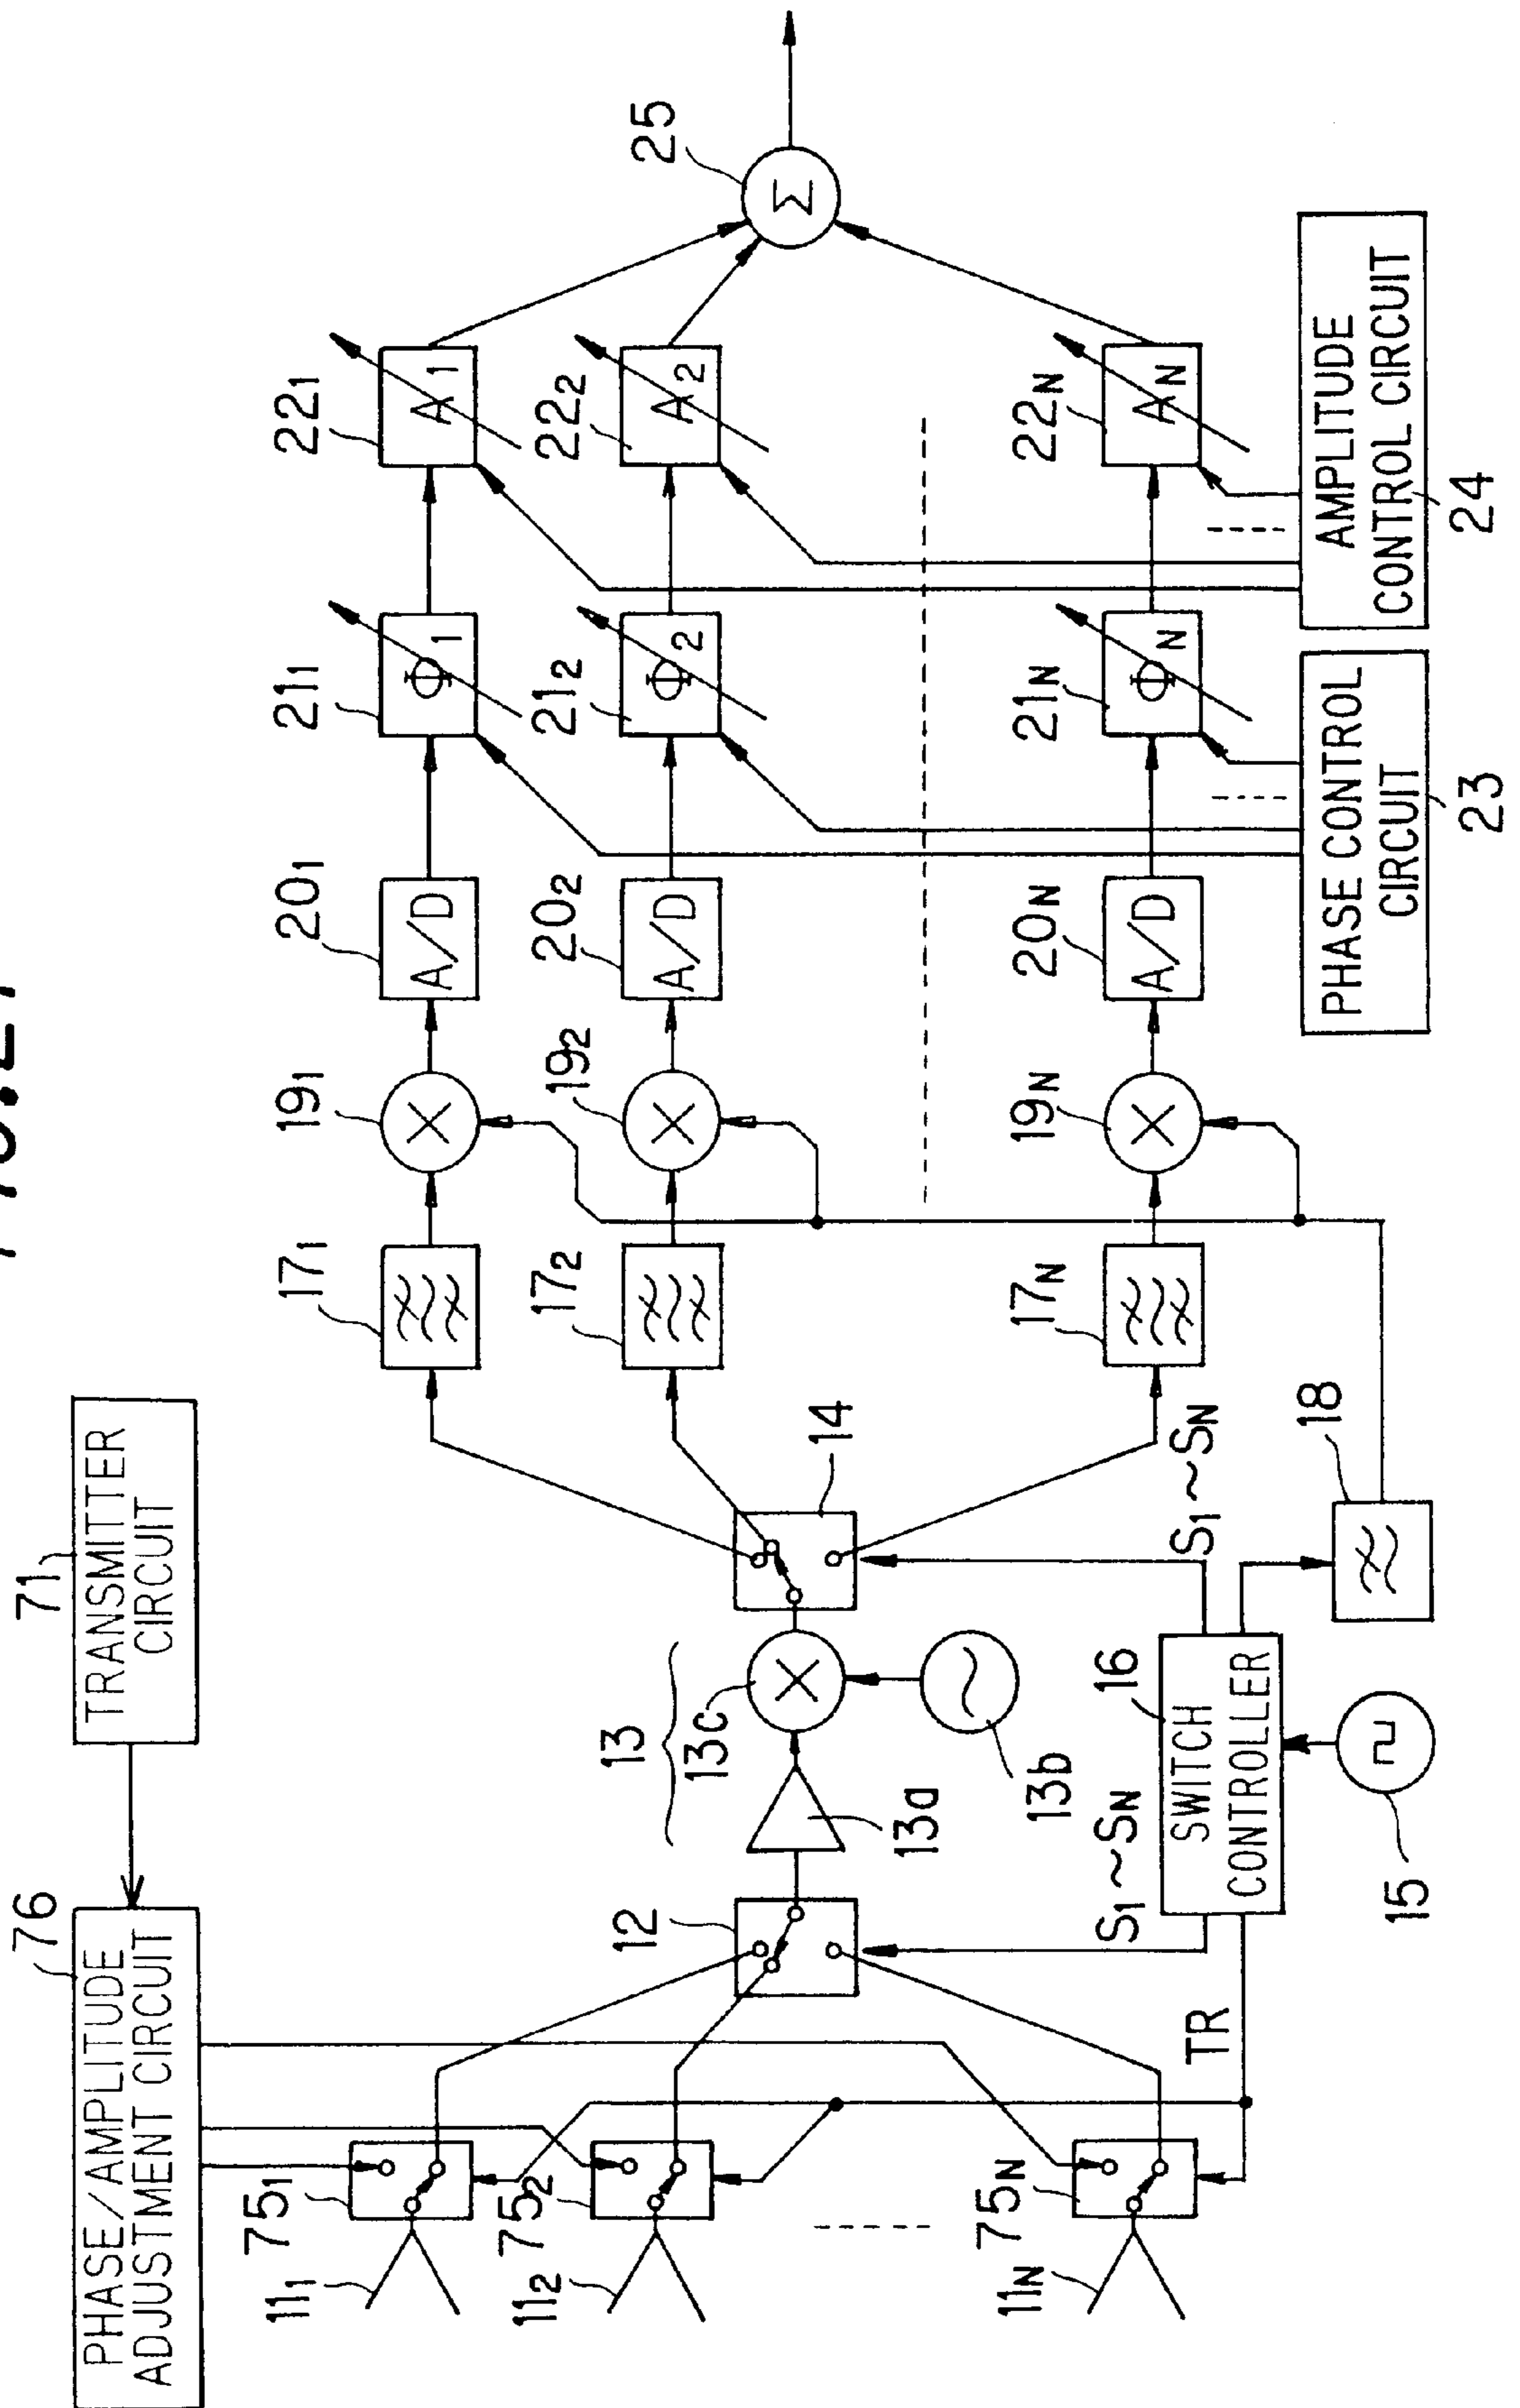 71
TRANSMITTER
CIRCUIT
76
PHASE/AMPLITUDE
ADJUSTMENT CIRCUIT
11₁
75₁
17₁
19₁
20₁
A/D
21₁
Φ₁
22₁
A₁
11₂
75₂
17₂
19₂
20₂
A/D
21₂
Φ₂
22₂
A₂
25
Σ
12
13
13c
13a
13b
14
11N
75N
17N
19N
20N
A/D
21N
ΦN
22N
AN
TR
S₁~SN
S₁~SN
16
SWITCH
CONTROLLER
15
18
PHASE CONTROL
CIRCUIT
23
AMPLITUDE
CONTROL CIRCUIT
24